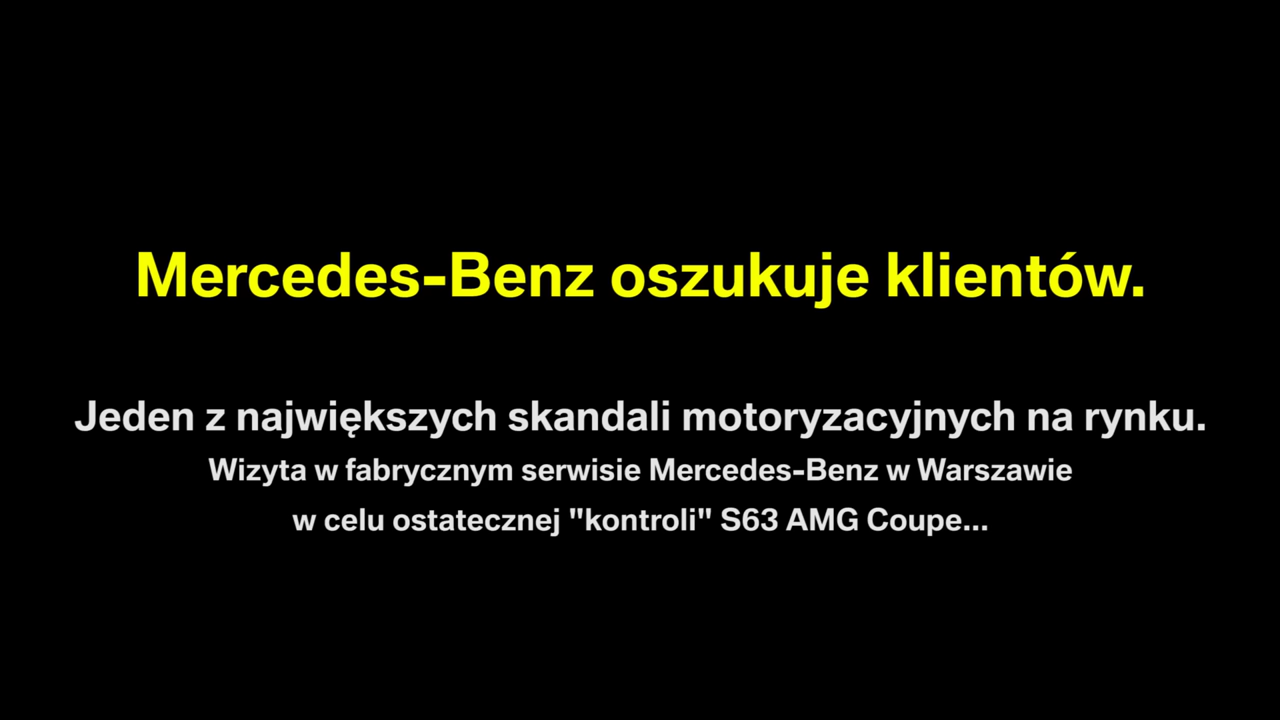 Mercedes-Benz oszukuje klientów.
Jeden z największych skandali motoryzacyjnych na rynku.
Wizyta w fabrycznym serwisie Mercedes-Benz w Warszawie
w celu ostatecznej "kontroli" S63 AMG Coupe...